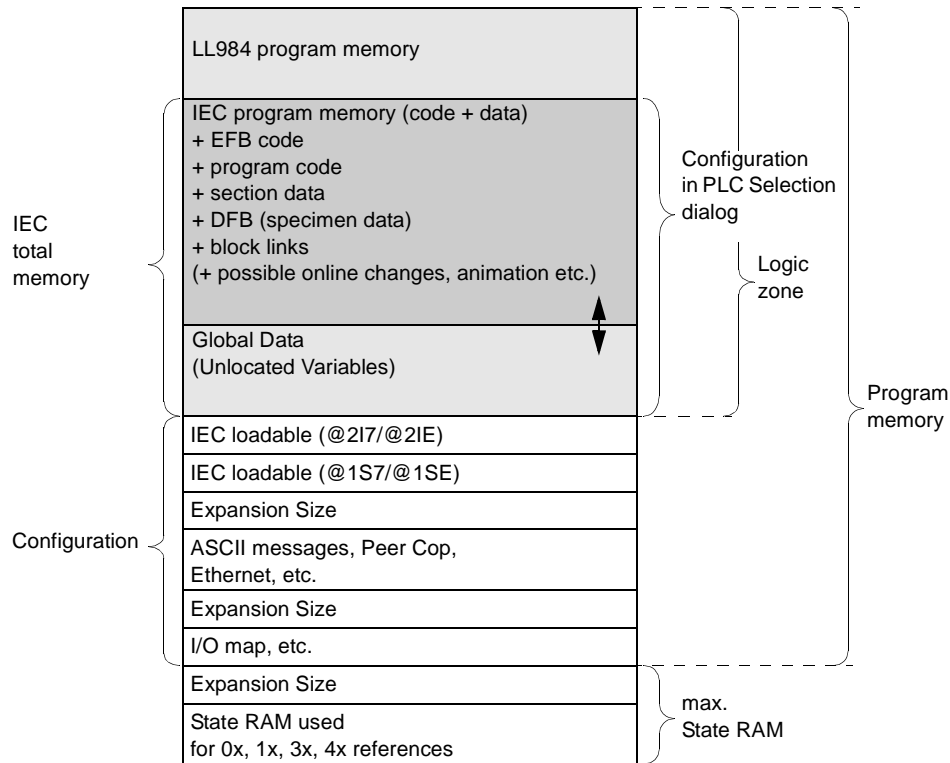 LL984 program memory
IEC program memory (code + data)
+ EFB code
+ program code
+ section data
+ DFB (specimen data)
+ block links
(+ possible online changes, animation etc.)
Global Data
(Unlocated Variables)
IEC loadable (@2I7/@2IE)
IEC loadable (@1S7/@1SE)
Expansion Size
ASCII messages, Peer Cop,
Ethernet, etc.
Expansion Size
I/O map, etc.
Expansion Size
State RAM used
for 0x, 1x, 3x, 4x references
IEC
total
memory
Configuration
Configuration
in PLC Selection
dialog
Logic
zone
Program
memory
max.
State RAM